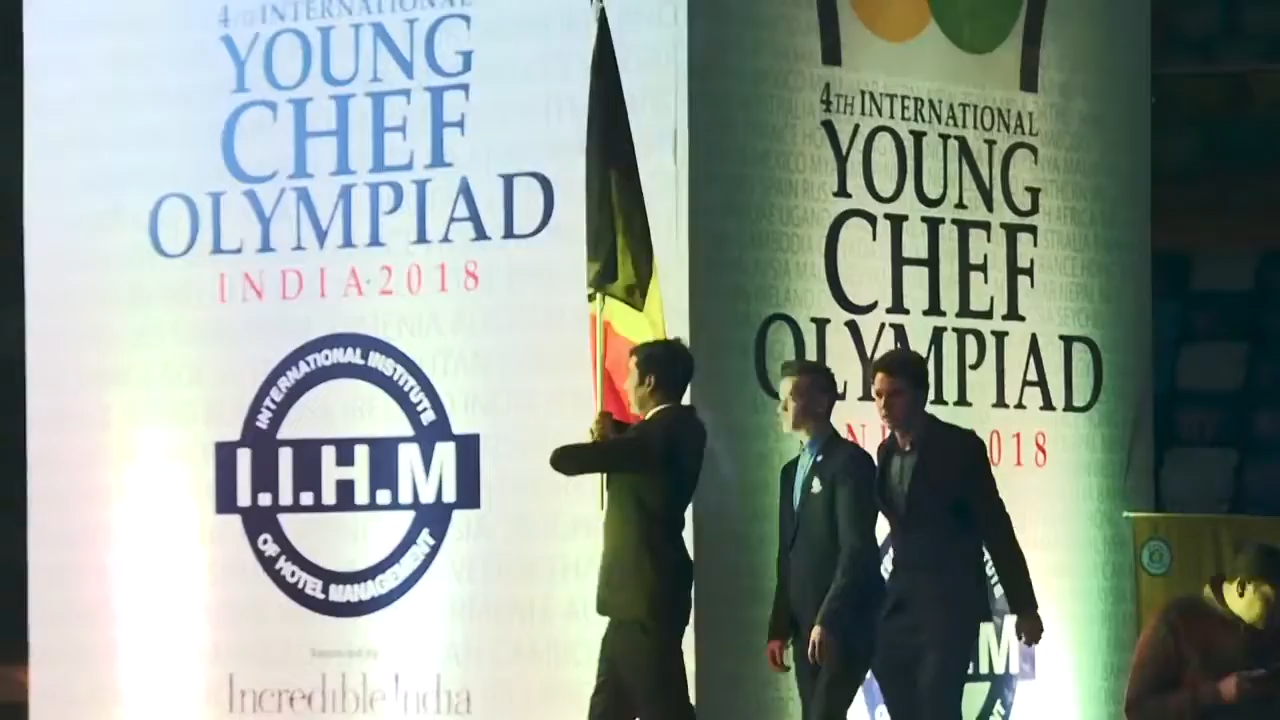 4TH INTERNATIONAL
YOUNG
CHEF
OLYMPIAD
INDIA·2018
INTERNATIONAL INSTITUTE
I.I.H.M
OF HOTEL MANAGEMENT
Incredible India
4TH INTERNATIONAL
YOUNG
CHEF
OLYMPIAD
2018